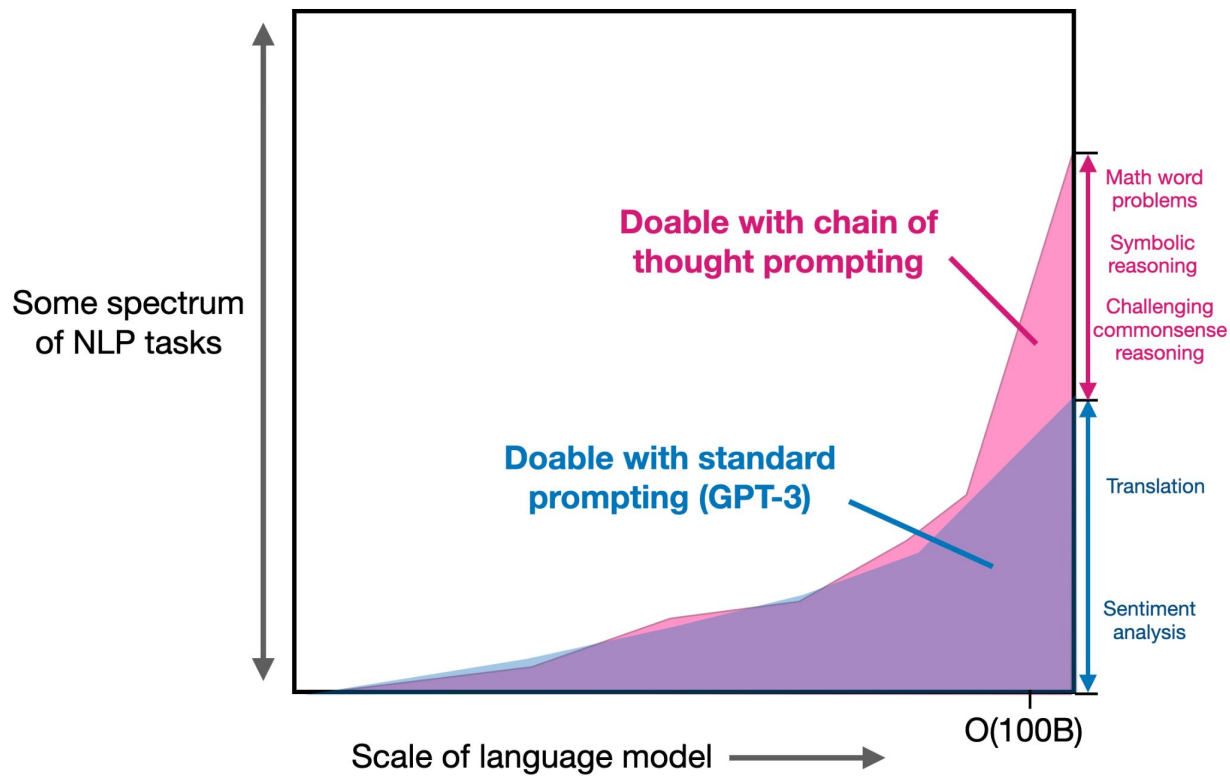 Math word
problems
Doable with chain of
thought prompting
Symbolic
reasoning
Some spectrum
of NLP tasks
Challenging
commonsense
reasoning
Doable with standard
prompting (GPT-3)
Translation
Sentiment
analysis
O(100B)
Scale of language model